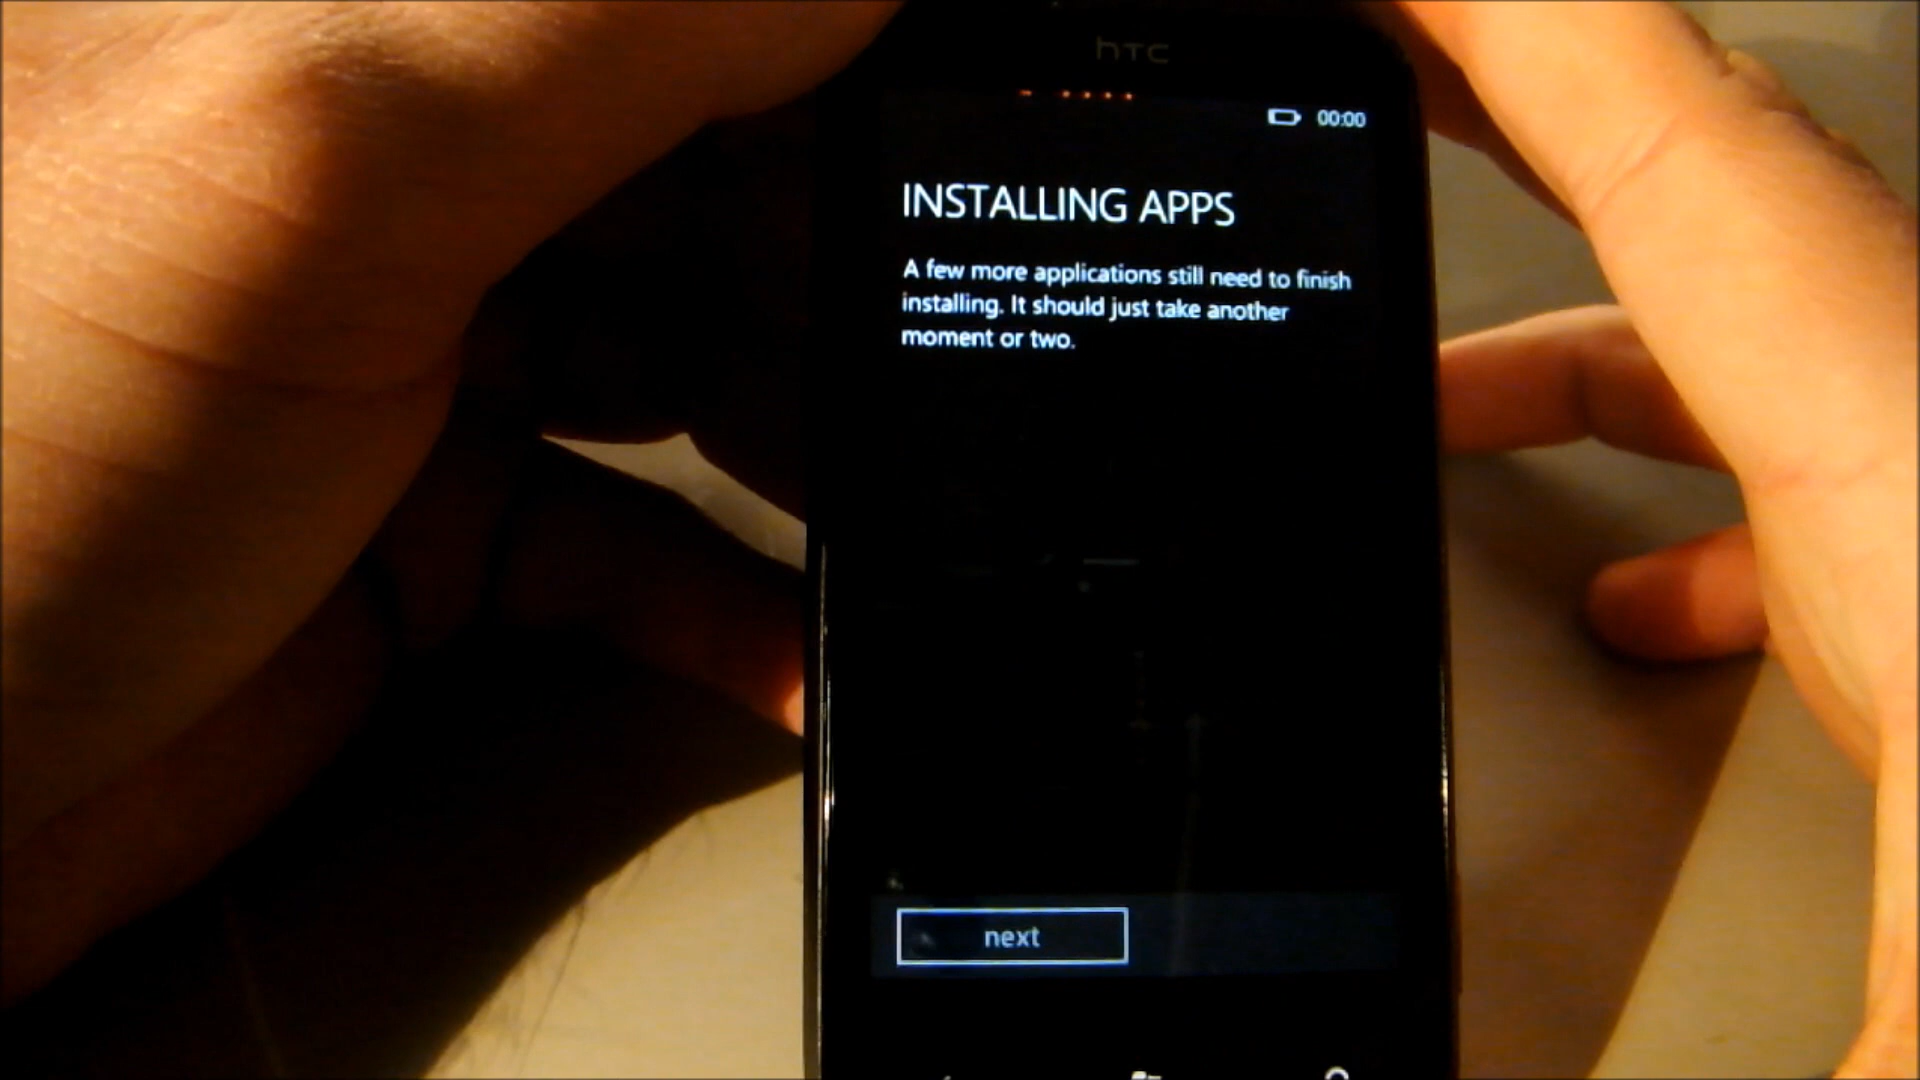 hTC
00:00
INSTALLING APPS
A few more applications still need to finish
installing. It should just take another
moment or two.
next